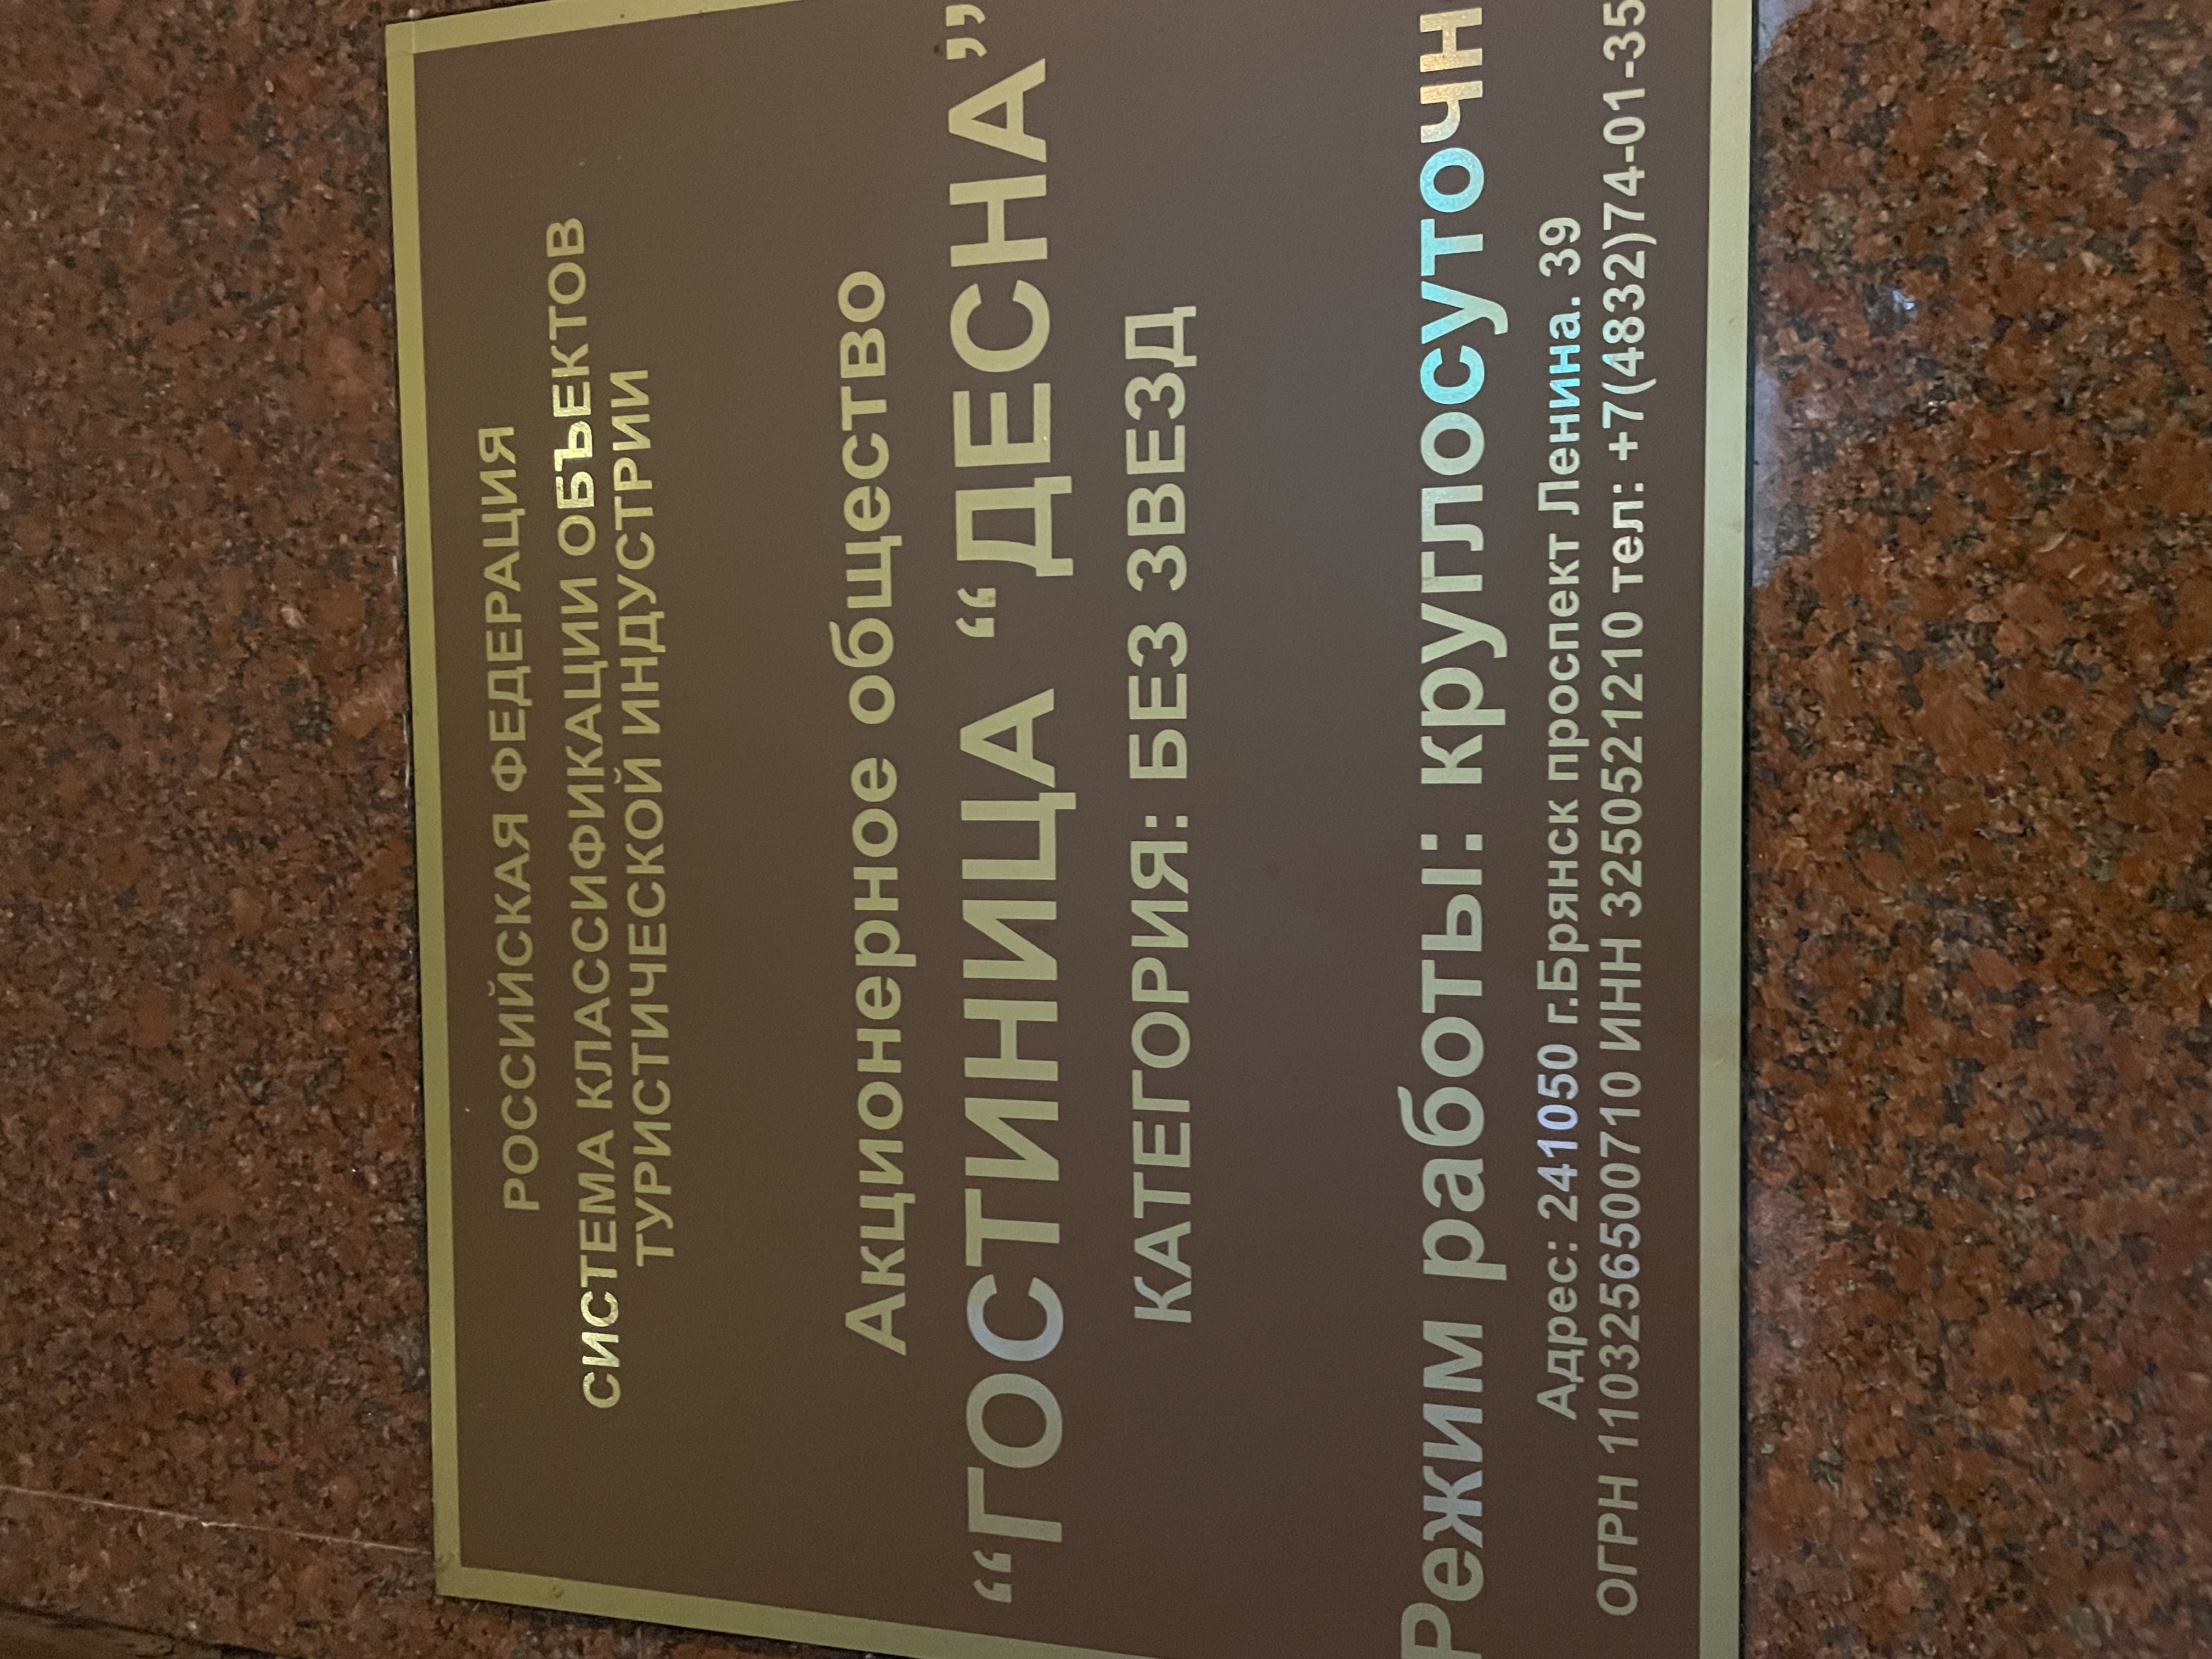 РОССИЙСКАЯ ФЕДЕРАЦИЯ
СИСТЕМА КЛАССИФИКАЦИИ ОБЪЕКТОВ
ТУРИСТИЧЕСКОЙ ИНДУСТРИИ
Акционерное общество
“ГОСТИНИЦА “ДЕСНА”
КАТЕГОРИЯ: БЕЗ ЗВЕЗД
Режим работы: круглосуточн
Адрес: 241050 г.Брянск проспект Ленина. 39
ОГРН 1103256500710 ИНН 325052121210 тел: +7(4832)74-01-35